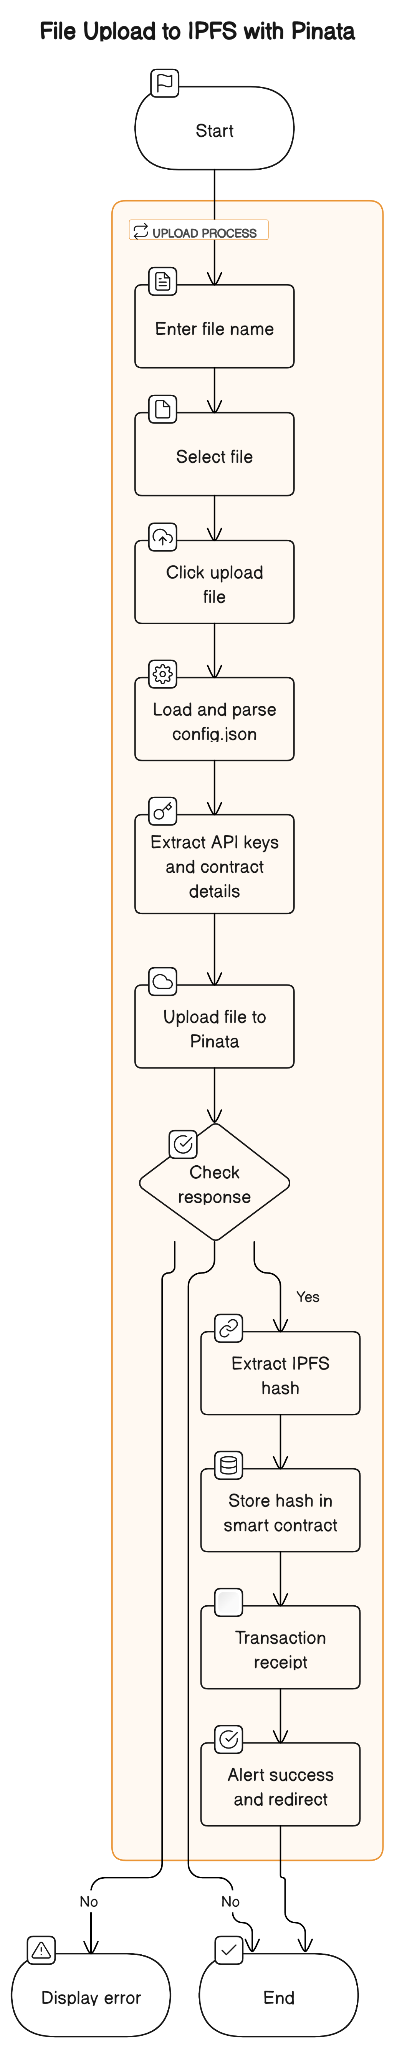 File Upload to IPFS with Pinata
Start
UPLOAD PROCESS
Enter file name
Select file
Click upload
file
Load and parse
config.json
Extract API keys
and contract
details
Upload file to
Pinata
Check
response
Yes
Extract IPFS
hash
Store hash in
smart contract
Transaction
receipt
Alert success
and redirect
No
No
Display error
End